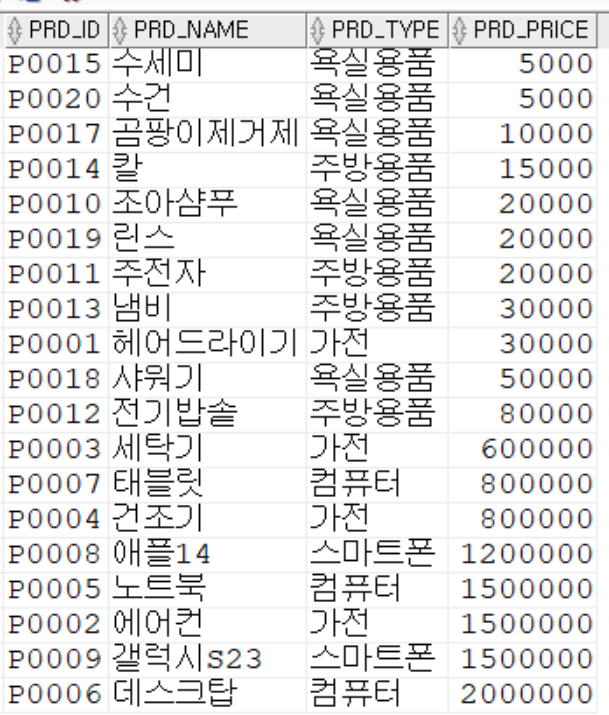 PRD_ID PRD_NAME PRD_TYPE PRD_PRICE
P0015 수세미 욕실용품 5000
P0020 수건 욕실용품 5000
P0017 곰팡이제거제 욕실용품 10000
P0014 칼 주방용품 15000
P0010 조아샴푸 욕실용품 20000
P0019 린스 욕실용품 20000
P0011 주전자 주방용품 20000
P0013 냄비 주방용품 30000
P0001 헤어드라이기 가전 30000
P0018 샤워기 욕실용품 50000
P0012 전기밥솥 주방용품 80000
P0003 세탁기 가전 600000
P0007 태블릿 컴퓨터 800000
P0004 건조기 가전 800000
P0008 애플14 스마트폰 1200000
P0005 노트북 컴퓨터 1500000
P0002 에어컨 가전 1500000
P0009 갤럭시S23 스마트폰 1500000
P0006 데스크탑 컴퓨터 2000000